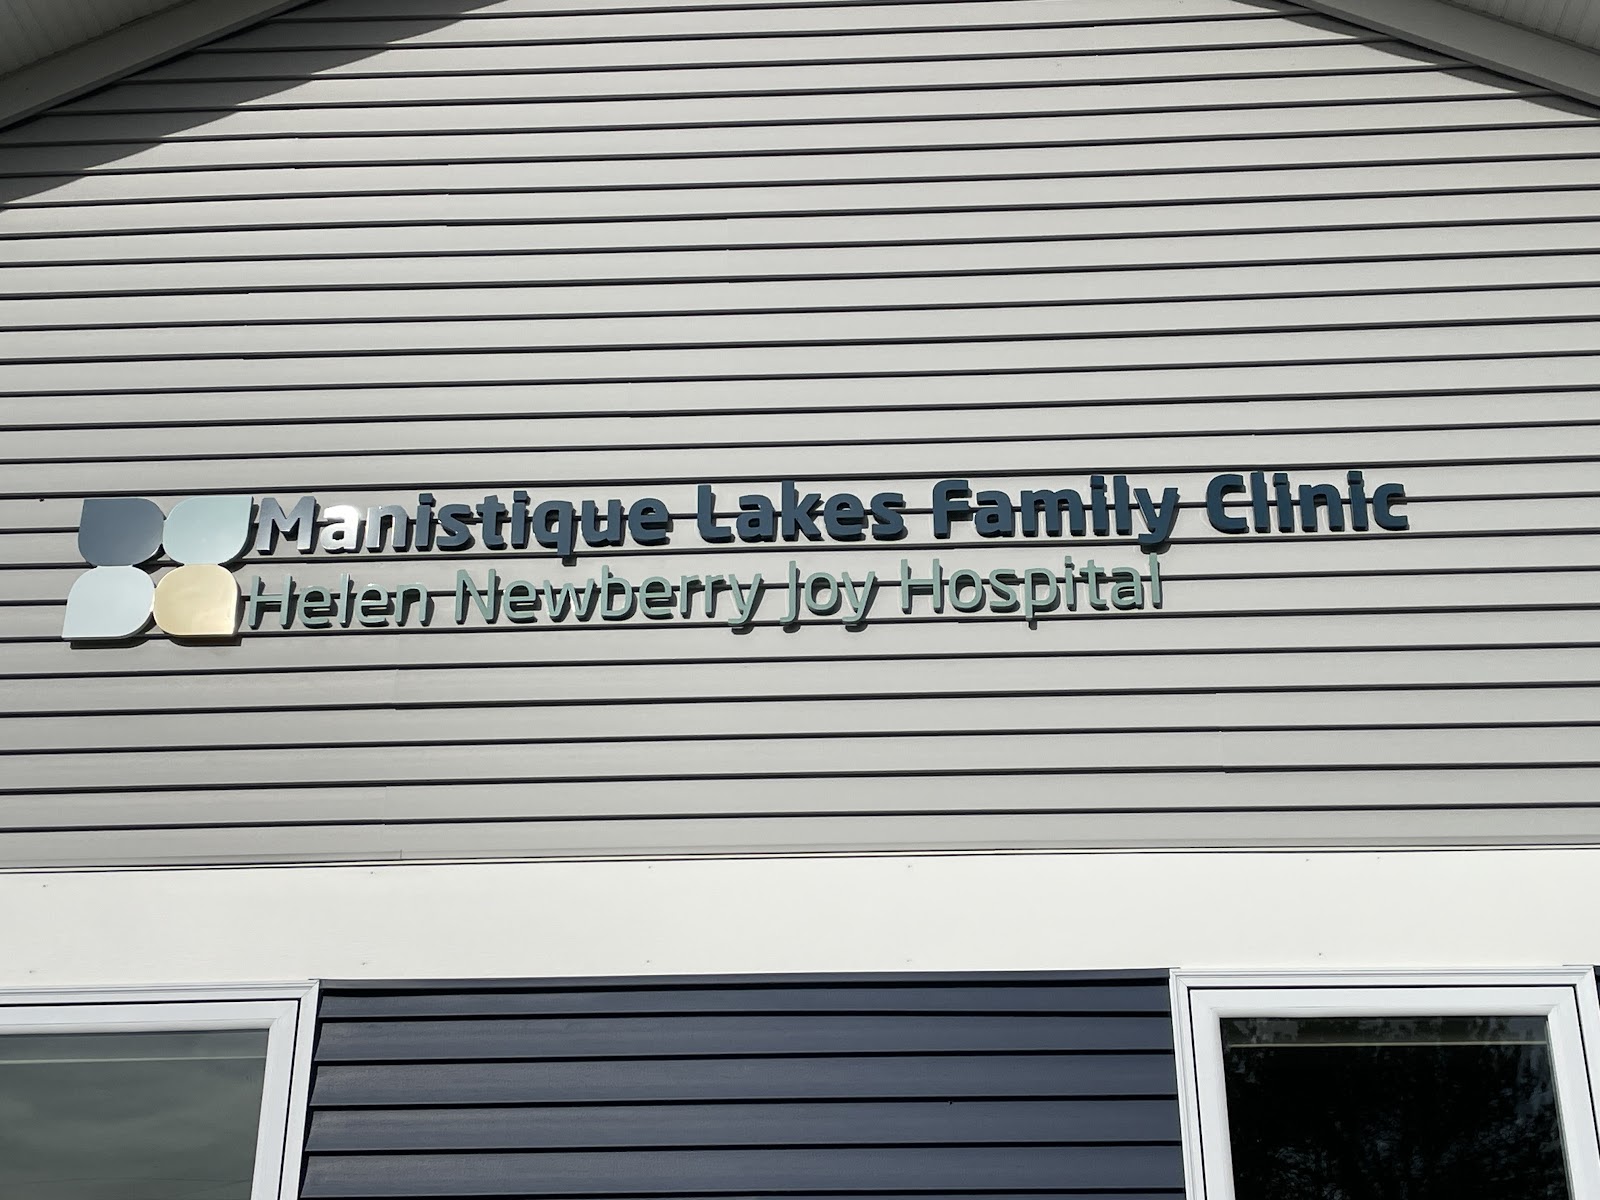 Manistique Lakes Family Clinic
Helen Newberry Joy Hospital